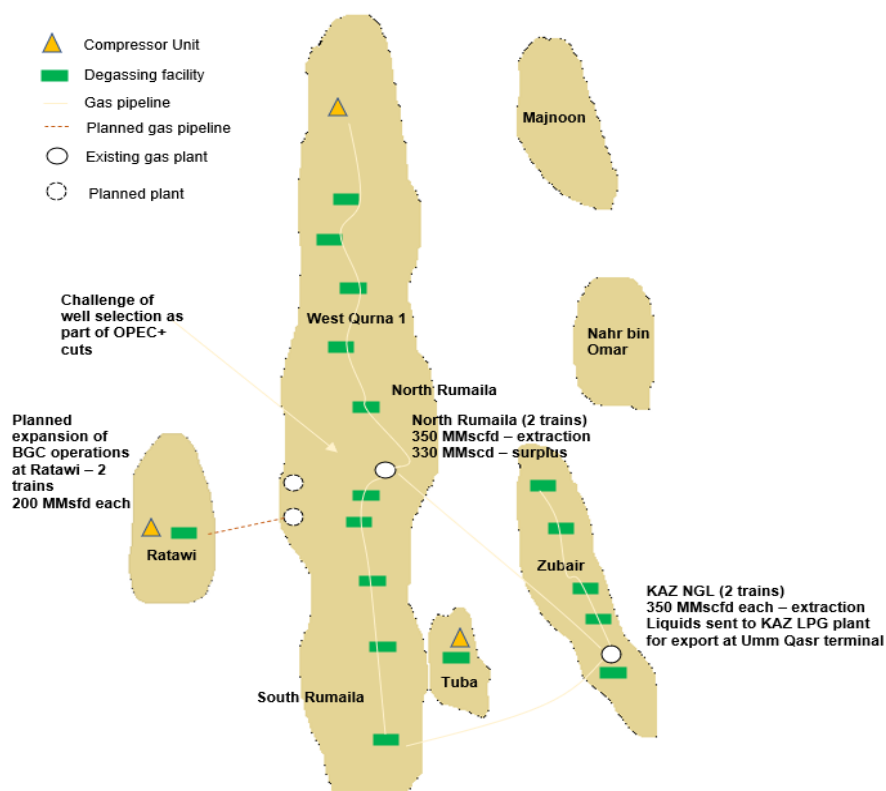 Compressor Unit
Degassing facility
Gas pipeline
Planned gas pipeline
Existing gas plant
Planned plant
Majnoon
Challenge of
well selection as
part of OPEC+
cuts
West Qurna 1
Nahr bin
Omar
North Rumaila
North Rumaila (2 trains)
350 MMscfd – extraction
330 MMscd – surplus
Planned
expansion of
BGC operations
at Ratawi – 2
trains
200 MMsfd each
Ratawi
Zubair
KAZ NGL (2 trains)
350 MMscfd each – extraction
Liquids sent to KAZ LPG plant
for export at Umm Qasr terminal
Tuba
South Rumaila